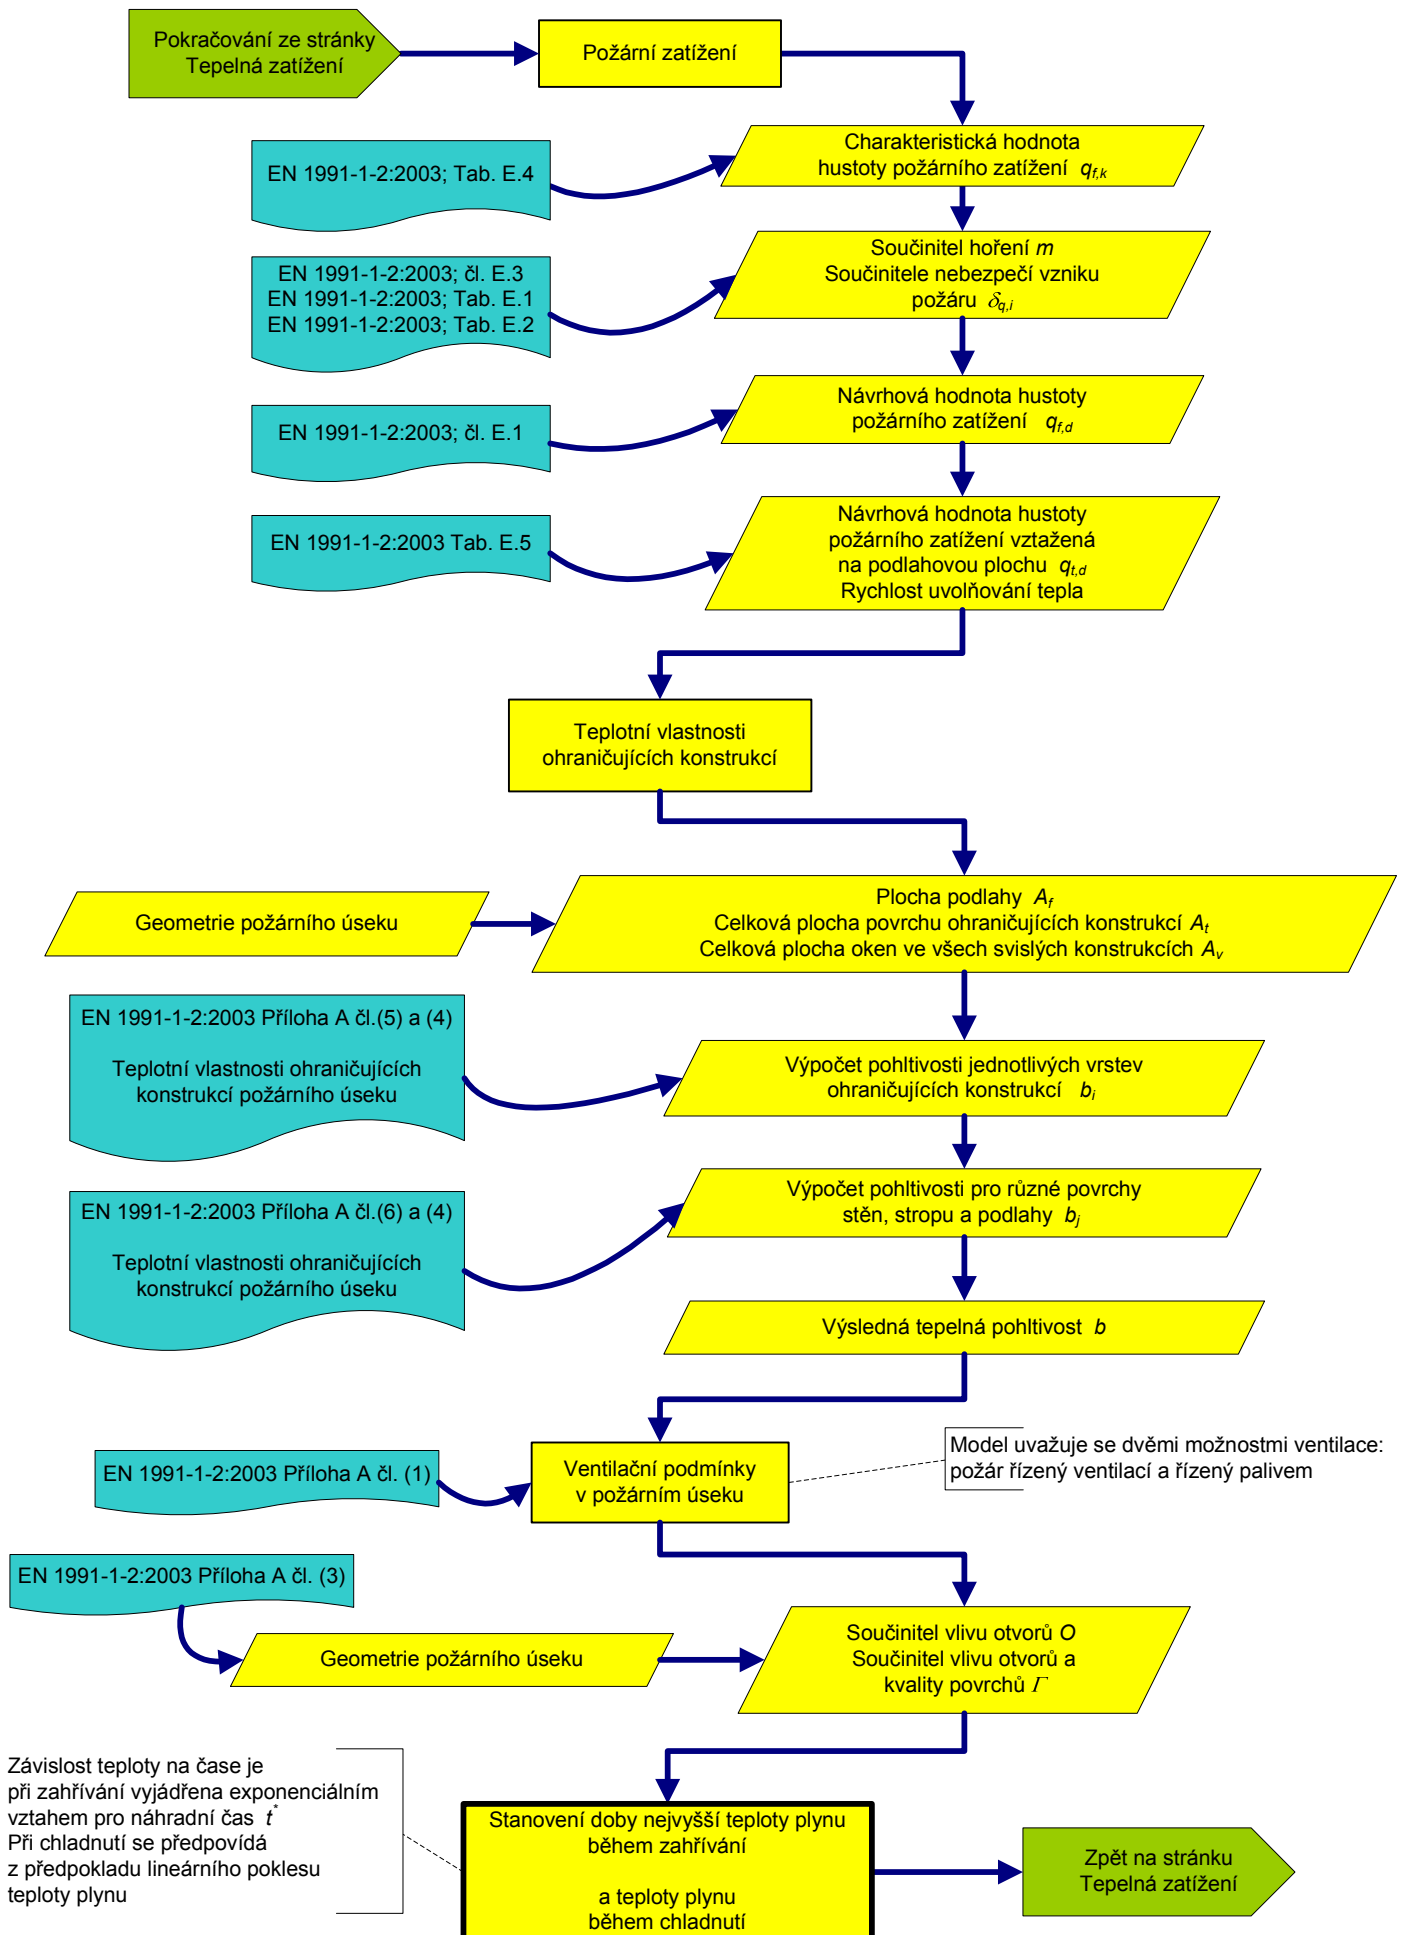 Pokračování ze stránky
Tepelná zatížení
Požární zatížení
Charakteristická hodnota
hustoty požárního zatížení q_{f,k}
EN 1991-1-2:2003; Tab. E.4
Součinitel hoření m
Součinitele nebezpečí vzniku
požáru δ_{q,i}
EN 1991-1-2:2003; čl. E.3
EN 1991-1-2:2003; Tab. E.1
EN 1991-1-2:2003; Tab. E.2
Návrhová hodnota hustoty
požárního zatížení q_{f,d}
EN 1991-1-2:2003; čl. E.1
Návrhová hodnota hustoty
požárního zatížení vztažená
na podlahovou plochu q_{t,d}
Rychlost uvolňování tepla
EN 1991-1-2:2003 Tab. E.5
Teplotní vlastnosti
ohraničujících konstrukcí
Geometrie požárního úseku
Plocha podlahy A_f
Celková plocha povrchu ohraničujících konstrukcí A_t
Celková plocha oken ve všech svislých konstrukcích A_v
EN 1991-1-2:2003 Příloha A čl.(5) a (4)
Teplotní vlastnosti ohraničujících
konstrukcí požárního úseku
Výpočet pohltivosti jednotlivých vrstev
ohraničujících konstrukcí b_i
Výpočet pohltivosti pro různé povrchy
stěn, stropu a podlahy b_j
EN 1991-1-2:2003 Příloha A čl.(6) a (4)
Teplotní vlastnosti ohraničujících
konstrukcí požárního úseku
Výsledná tepelná pohltivost b
EN 1991-1-2:2003 Příloha A čl. (1)
Ventilační podmínky
v požárním úseku
Model uvažuje se dvěmi možnostmi ventilace:
požár řízený ventilací a řízený palivem
EN 1991-1-2:2003 Příloha A čl. (3)
Geometrie požárního úseku
Součinitel vlivu otvorů O
Součinitel vlivu otvorů a
kvality povrchů Γ
Závislost teploty na čase je
při zahřívání vyjádřena exponenciálním
vztahem pro náhradní čas t^*
Při chladnutí se předpovídá
z předpokladu lineárního poklesu
teploty plynu
Stanovení doby nejvyšší teploty plynu
během zahřívání
a teploty plynu
během chladnutí
Zpět na stránku
Tepelná zatížení